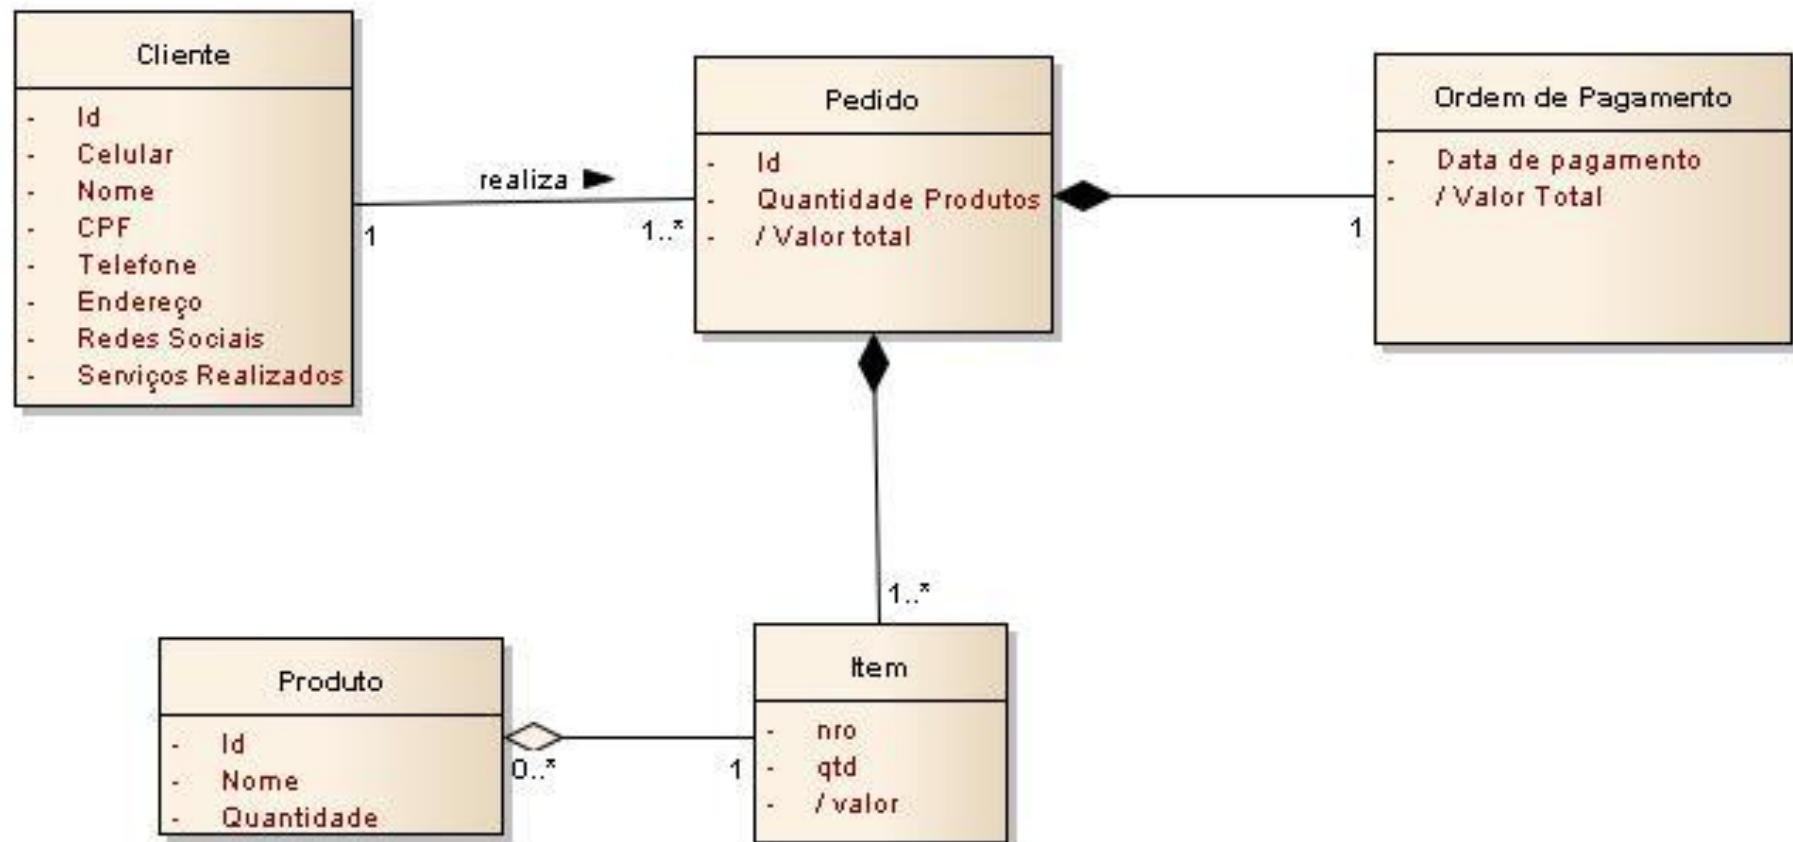 Cliente
- Id
- Celular
- Nome
- CPF
- Telefone
- Endereço
- Redes Sociais
- Serviços Realizados
realiza
1
1..*
Pedido
- Id
- Quantidade Produtos
- / Valor total
1
Ordem de Pagamento
- Data de pagamento
- / Valor Total
1..*
Produto
- Id
- Nome
- Quantidade
0..*
1
Item
- nro
- qtd
- / valor